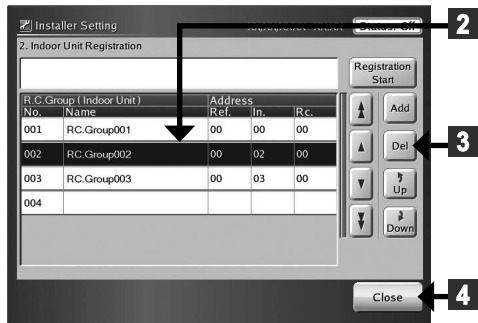 Installer Setting
Status: Off
2
2. Indoor Unit Registration
Registration
Start
R.C.Group (Indoor Unit) Address
No. Name Ref. In. Rc.
Add
001 RC.Group001 00 00 00
002 RC.Group002 00 02 00
Del
3
003 RC.Group003 00 03 00
Up
004
Down
Close
4